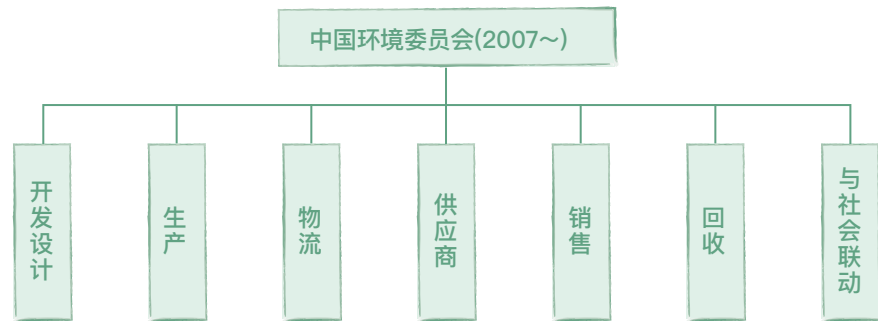 中国环境委员会(2007～)
开发设计
生产
物流
供应商
销售
回收
与社会联动